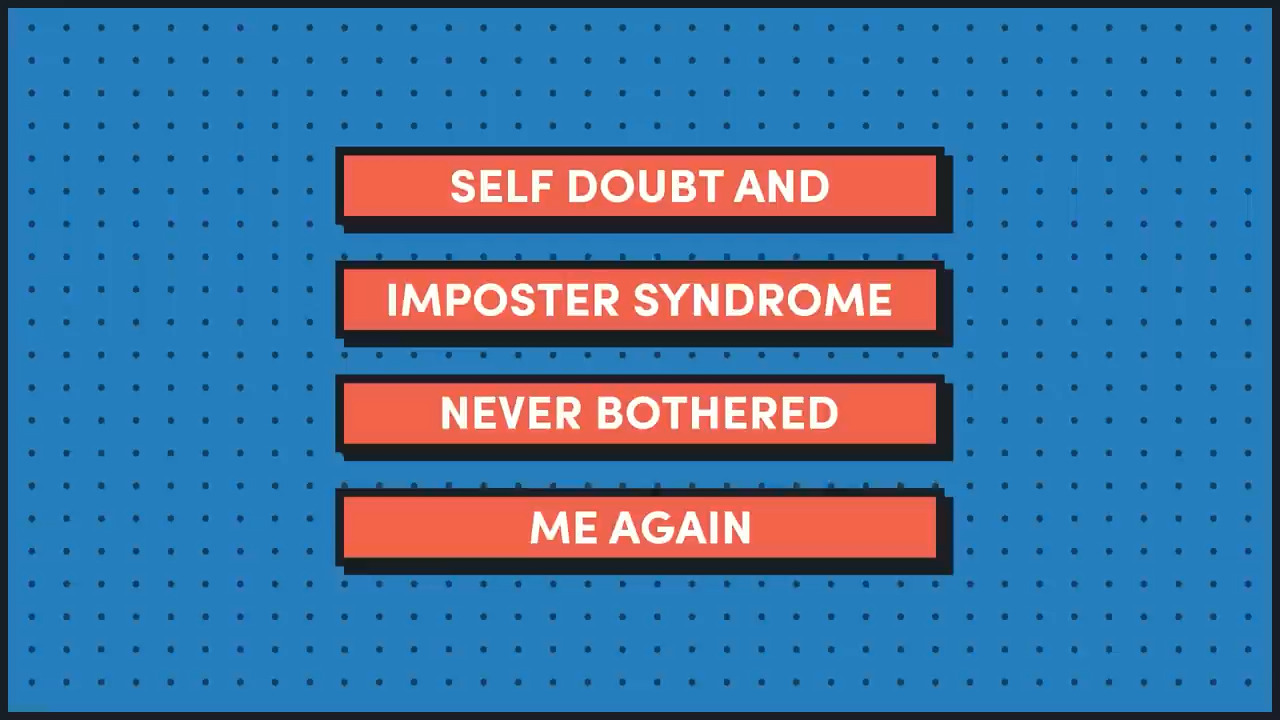 SELF DOUBT AND
IMPOSTER SYNDROME
NEVER BOTHERED
ME AGAIN